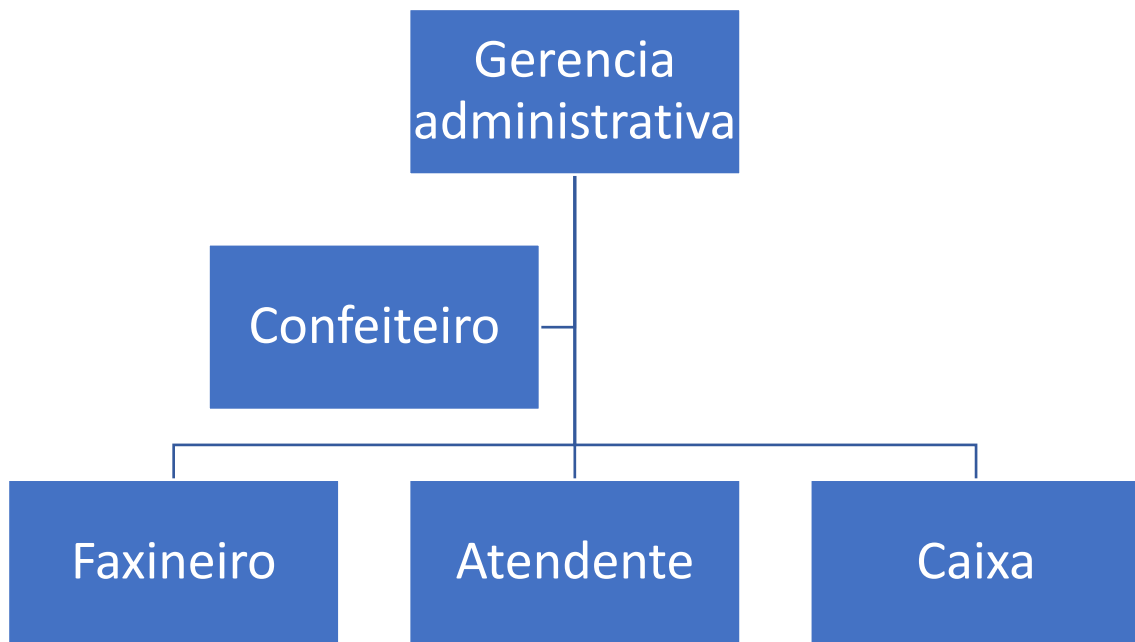 Gerencia
administrativa
Confeiteiro
Faxineiro
Atendente
Caixa